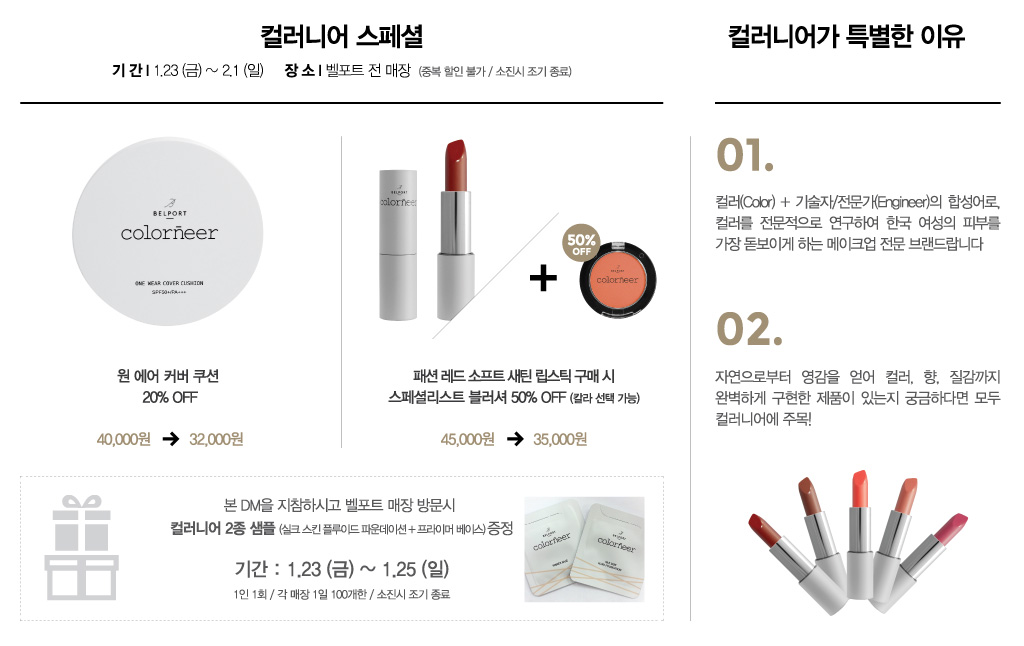 컬러니어 스페셜
기 간 I 1.23 (금) ~ 2.1 (일) 장 소 I 벨포트 전 매장 (중복 할인 불가 / 소진시 조기 종료)
BELPORT
colorñeer
ONE WEAR COVER CUSHION
SPF50+/PA+++
원 에어 커버 쿠션
20% OFF
40,000원 → 32,000원
BELPORT
colorñeer
+
50%
OFF
BELPORT
colorñeer
패션 레드 소프트 새틴 립스틱 구매 시
스페셜리스트 블러셔 50% OFF (칼라 선택 가능)
45,000원 → 35,000원
본 DM을 지참하시고 벨포트 매장 방문시
컬러니어 2종 샘플 (실크 스킨 플루이드 파운데이션 + 프라이머 베이스) 증정
기간 : 1.23 (금) ~ 1.25 (일)
1인 1회 / 각 매장 1일 100개한 / 소진시 조기 종료
BELPORT
colorñeer
BELPORT
colorñeer
컬러니어가 특별한 이유
01.
컬러(Color) + 기술자/전문가(Engineer)의 합성어로,
컬러를 전문적으로 연구하여 한국 여성의 피부를
가장 돋보이게 하는 메이크업 전문 브랜드랍니다
02.
자연으로부터 영감을 얻어 컬러, 향, 질감까지
완벽하게 구현한 제품이 있는지 궁금하다면 모두
컬러니어에 주목!